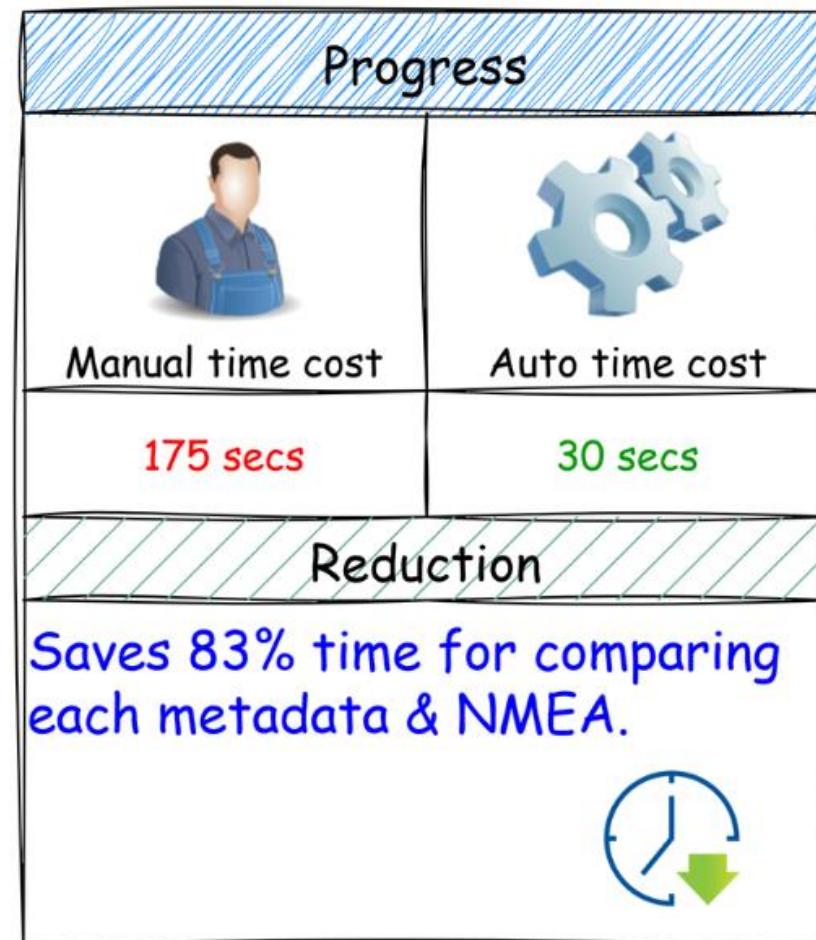 Progress
Manual time cost
Auto time cost
175 secs
30 secs
Reduction
Saves 83% time for comparing
each metadata & NMEA.